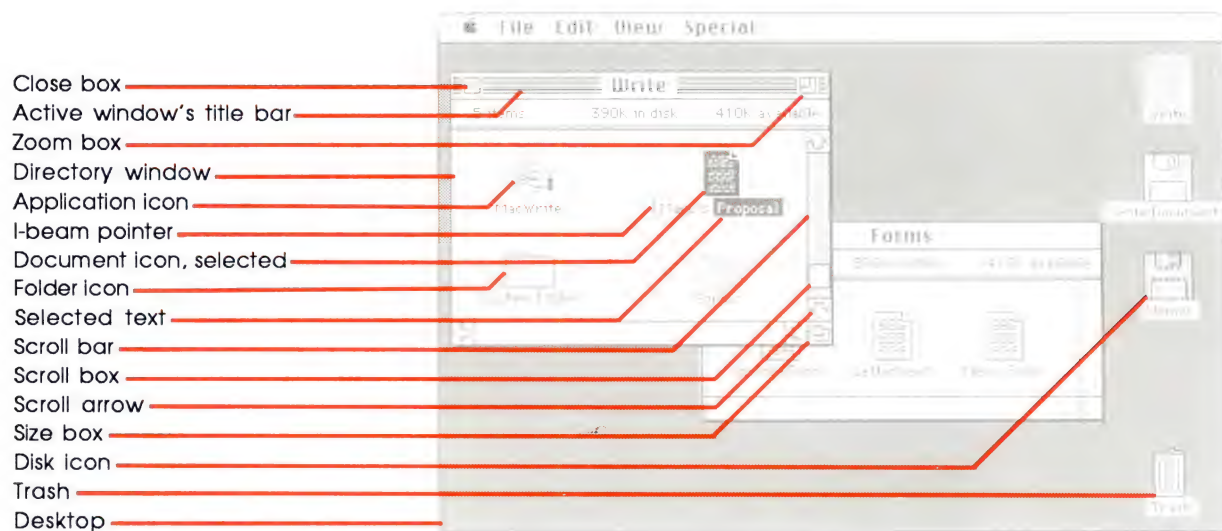 File Edit View Special
Close box
Active window's title bar
Zoom box
Directory window
Application icon
I-beam pointer
Document icon, selected
Folder icon
Selected text
Scroll bar
Scroll box
Scroll arrow
Size box
Disk icon
Trash
Desktop
Write
5 items 390K in disk 410K available
MacWrite
Proposal
Forms
available
Trash